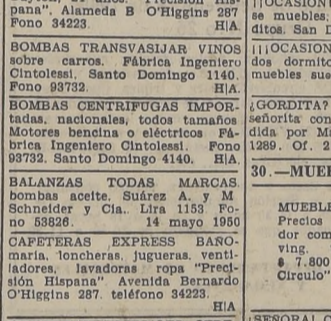 ana". Alameda B O'Higgins 287
Fono 34223. H|A.
BOMBAS TRANSVASIJAR VINOS
sobre carros. Fábrica Ingeniero
Cintolessi, Santo Domingo 1140.
Fono 93732. H|A.
BOMBAS CENTRIFUGAS IMPOR-
tadas, nacionales, todos tamaños
Motores bencina o eléctricos Fá-
brica Ingeniero Cintolessi. Fono
93732. Santo Domingo 4140. H|A.
BALANZAS TODAS MARCAS.
bombas aceite. Suárez A. y M
Schneider y Cía. Lira 1153 Fo-
no 53826. 14 mayo 1950
CAFETERAS EXPRESS BAÑO-
maría, loncheras, jugueras, venti-
ladores, lavadoras ropa "Preci-
sión Hispana" Avenida Bernardo
O'Higgins 287. teléfono 34223.
H|A
se muebles
ditos. San D
¡¡¡OCASION
dos dormito
muebles sue
¿GORDITA?
señorita con
dida por M
1289. Of. 2
30.—MUEB
MUEBLE
Precios
dor com
ving.
$ 7.800
Circulo"